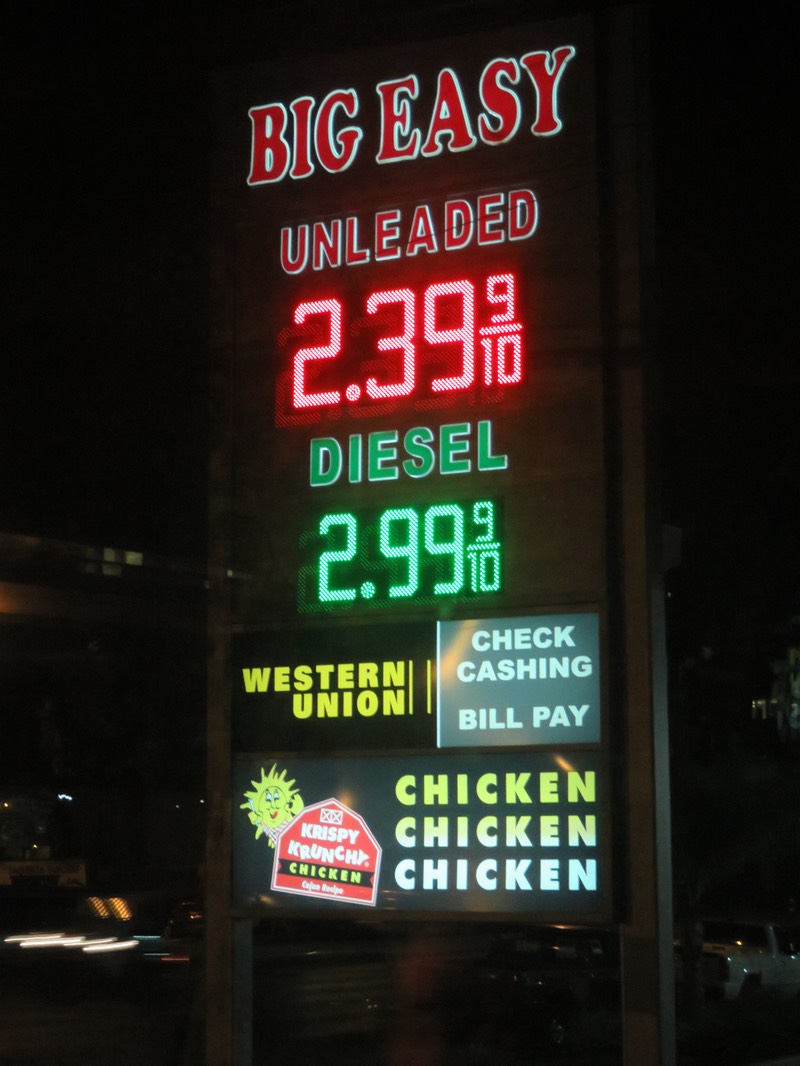 BIG EASY
UNLEADED
2.39 9/10
DIESEL
2.99 9/10
WESTERN
UNION
CHECK
CASHING
BILL PAY
KRISPY
KRUNCHY
CHICKEN
Cajun Recipe
CHICKEN
CHICKEN
CHICKEN